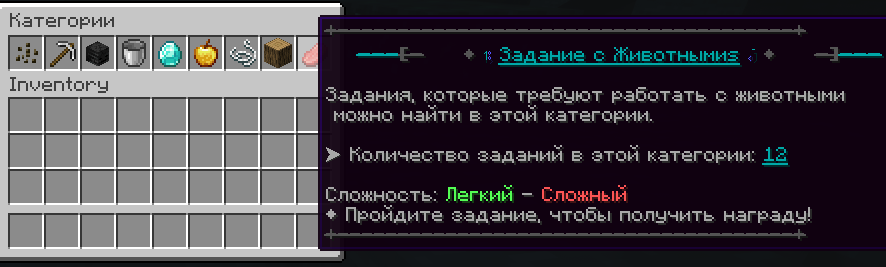 Категории
Задание с Животнымиs
Inventory
Задания, которые требуют работать с животными
можно найти в этой категории.
➤ Количество заданий в этой категории: 12
Сложность: Легкий – Сложный
◆ Пройдите задание, чтобы получить награду!